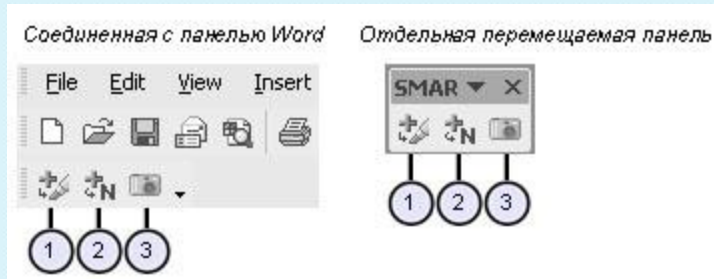 Соединенная с панелью Word
Отдельная перемещаемая панель
File Edit View Insert
N
1 2 3
SMAR
N
1 2 3